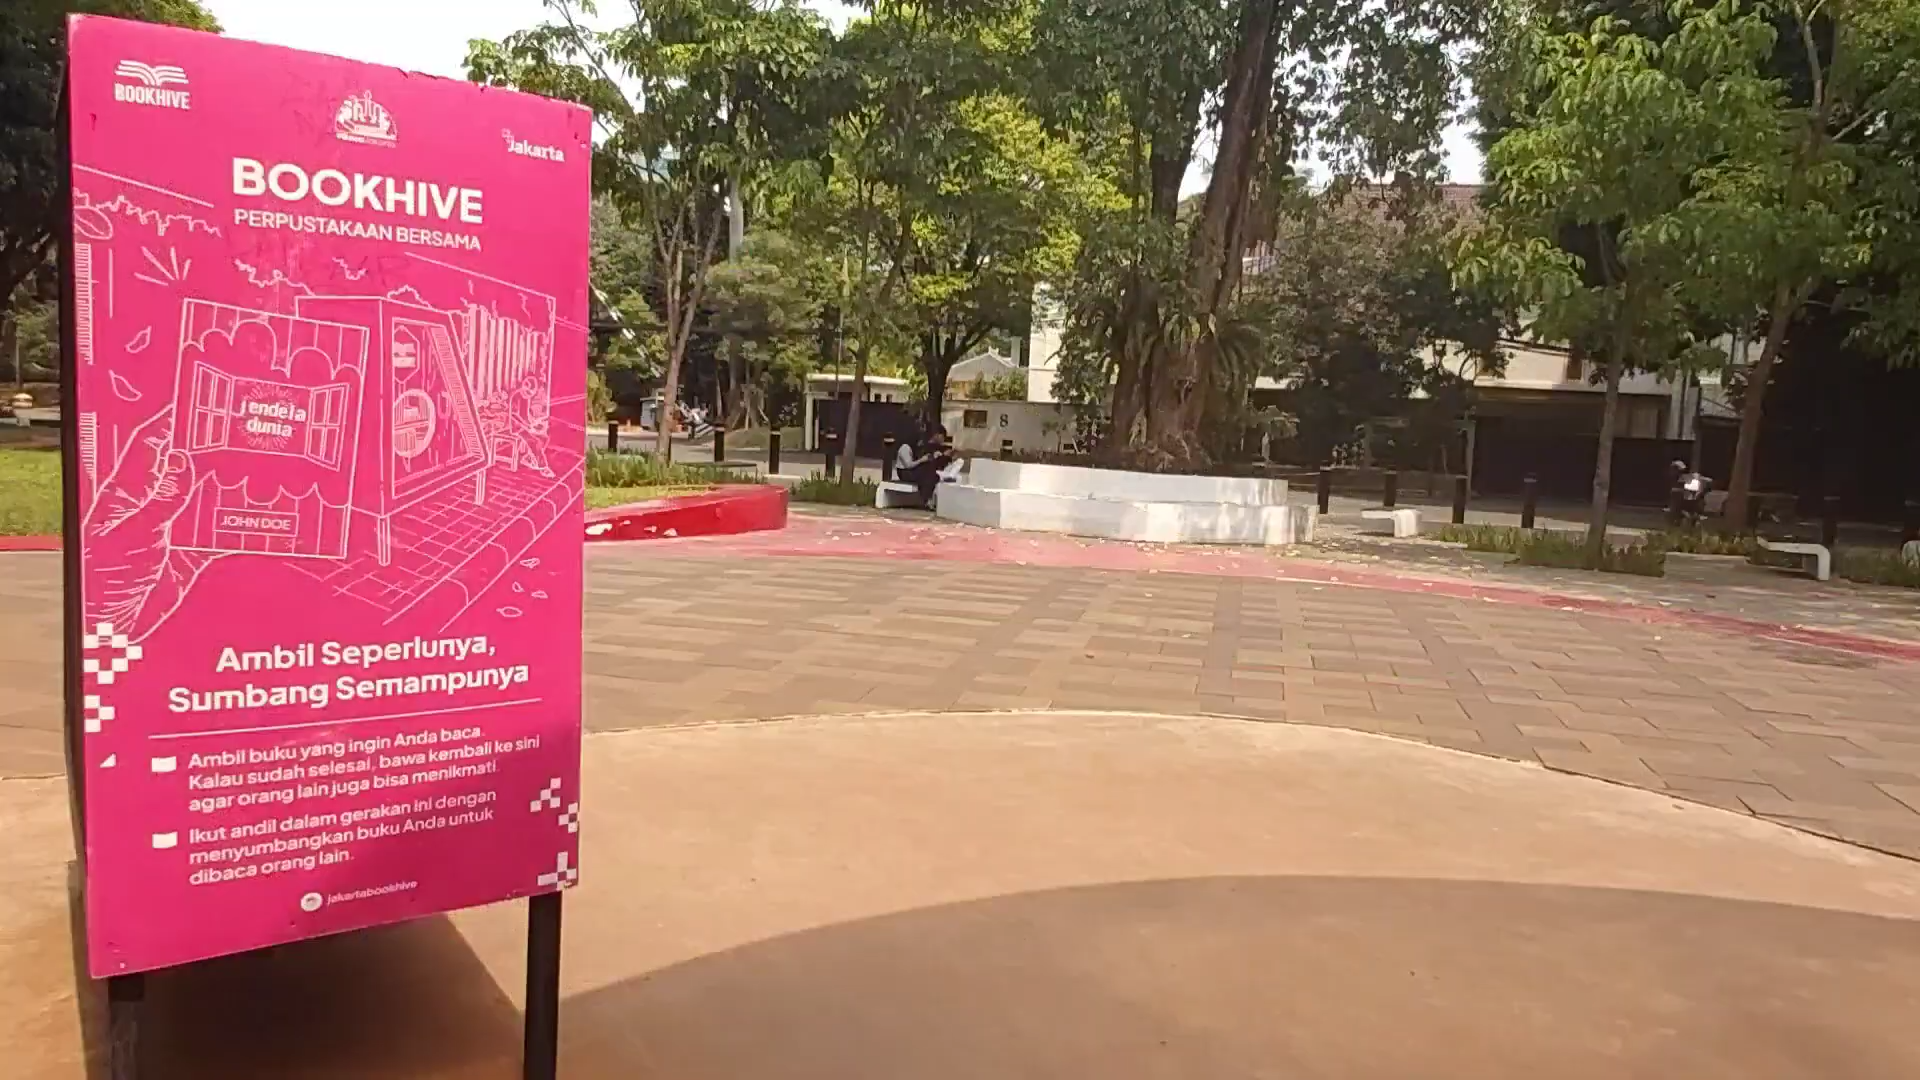 BOOKHIVE
Jakarta
BOOKHIVE
PERPUSTAKAAN BERSAMA
jendela
dunia
JOHN DOE
Ambil Seperlunya,
Sumbang Semampunya
Ambil buku yang ingin Anda baca.
Kalau sudah selesai, bawa kembali ke sini
agar orang lain juga bisa menikmati.
Ikut andil dalam gerakan ini dengan
menyumbangkan buku Anda untuk
dibaca orang lain.
jakartabookhive
8